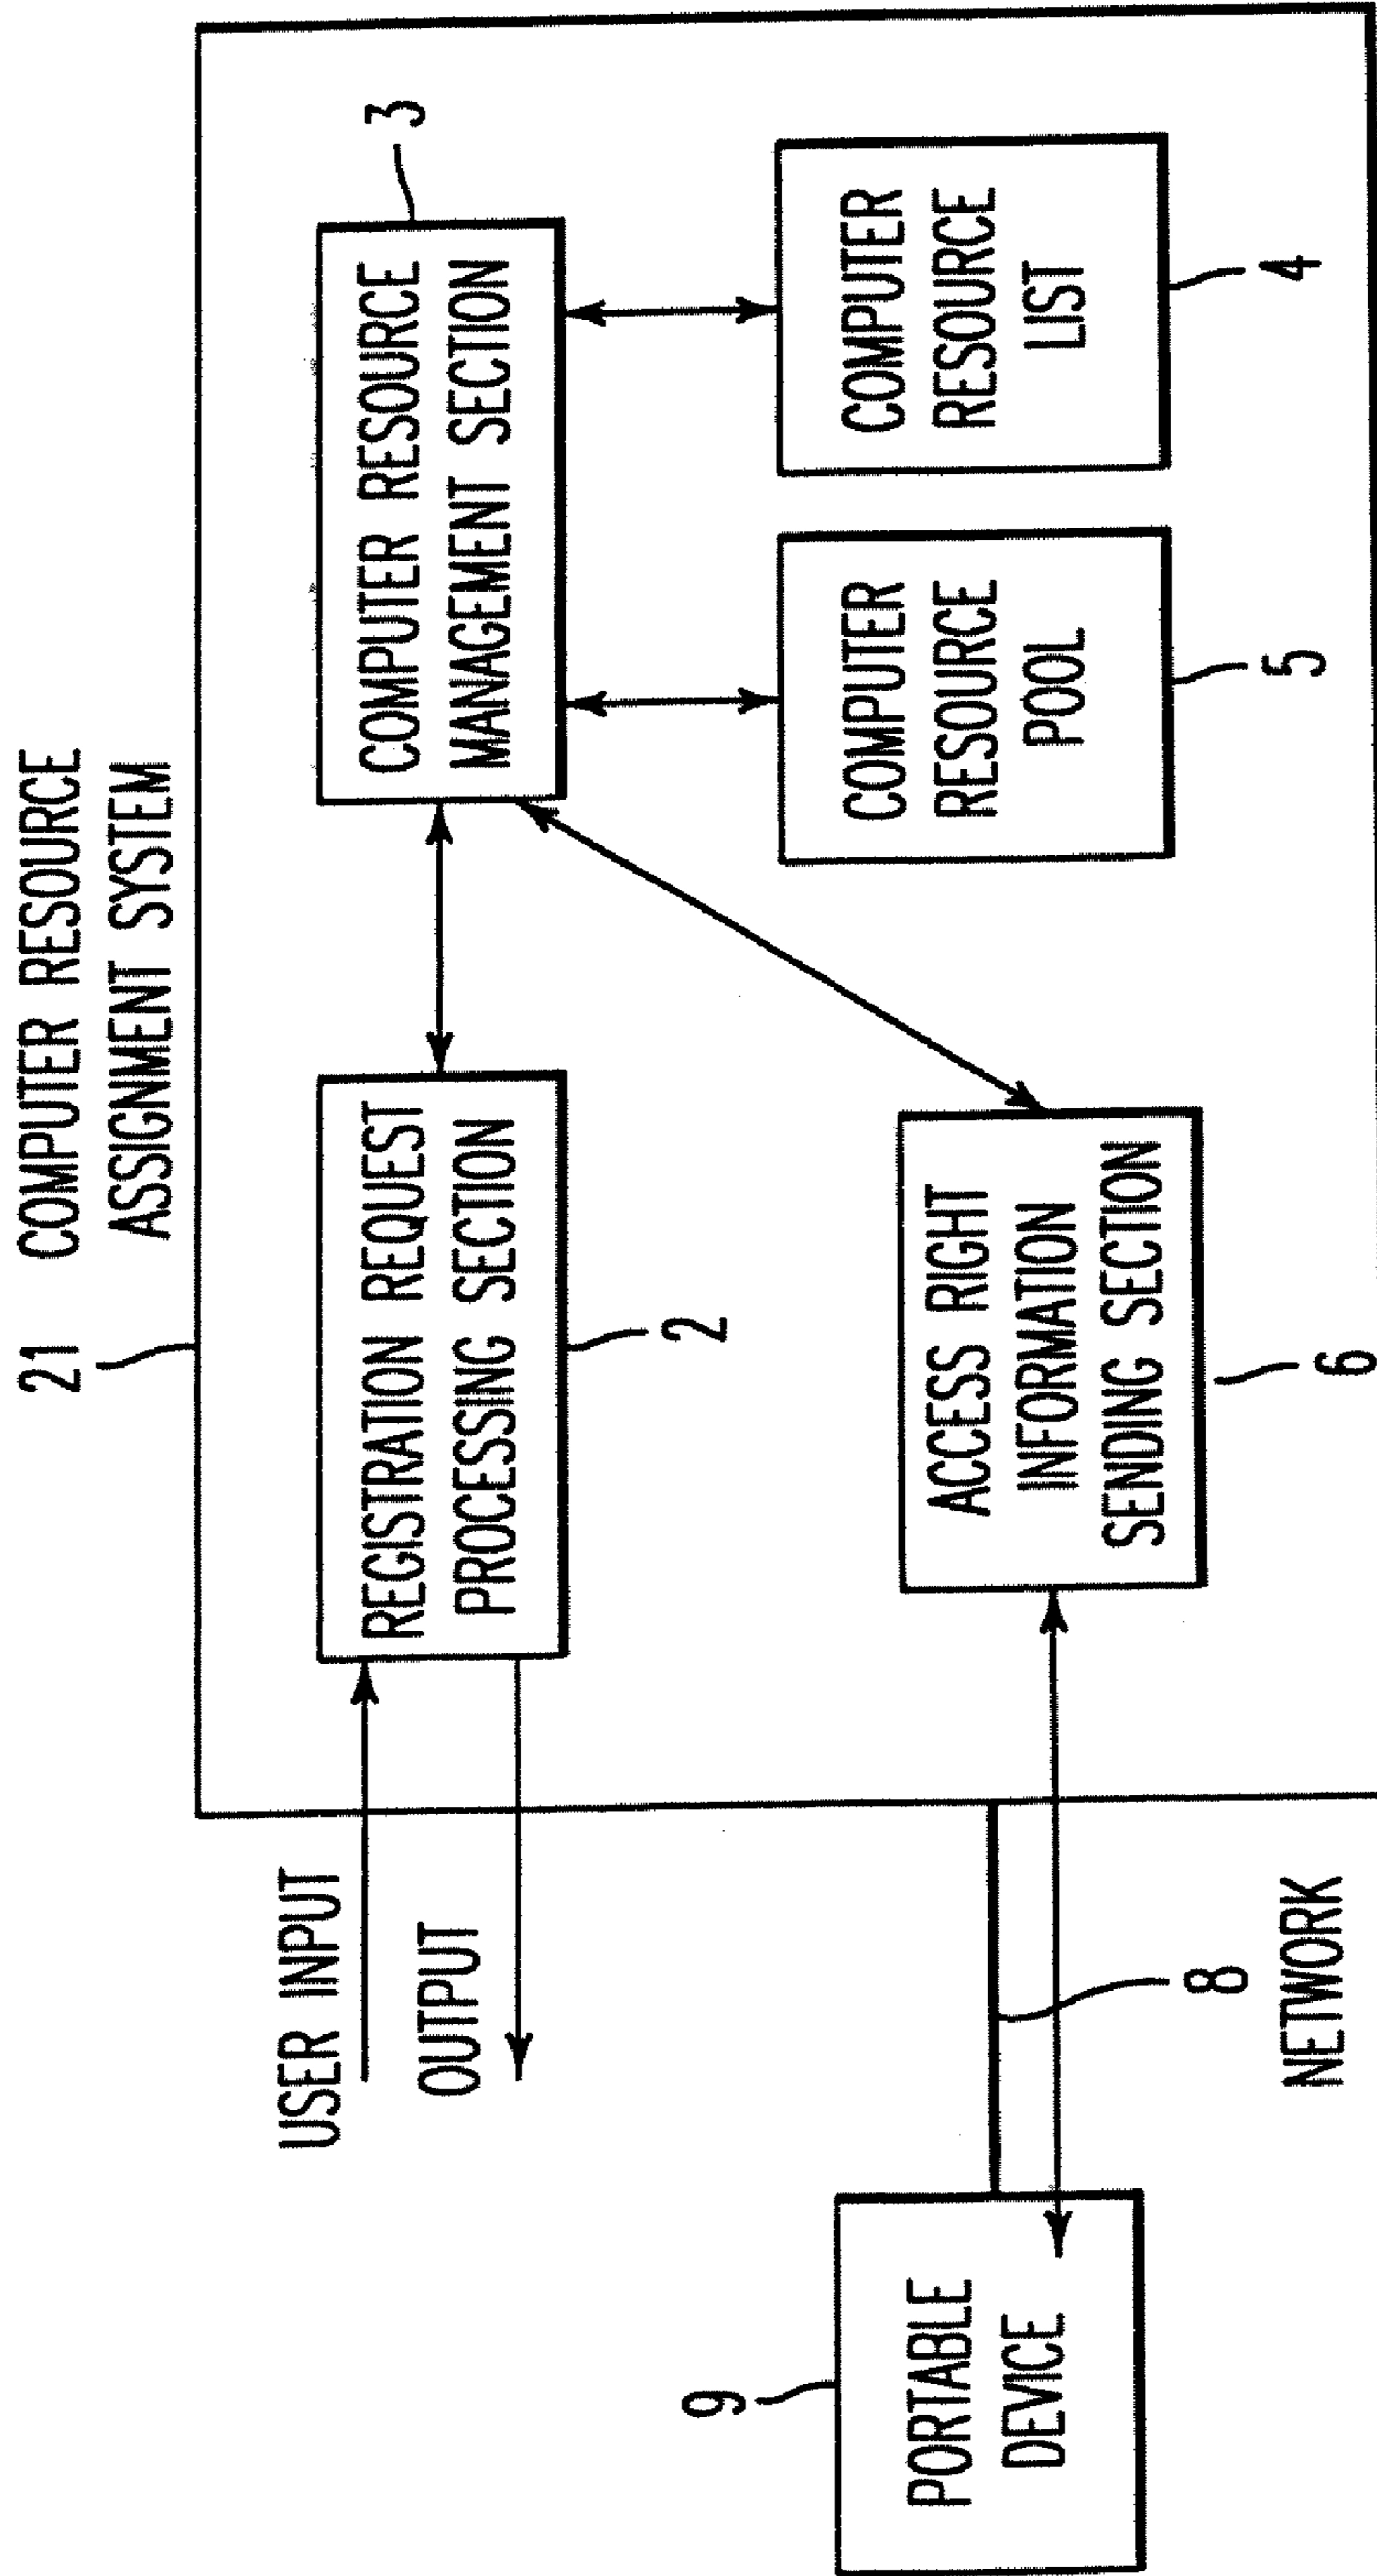 21 COMPUTER RESOURCE
ASSIGNMENT SYSTEM
USER INPUT
OUTPUT
REGISTRATION REQUEST
PROCESSING SECTION
2
COMPUTER RESOURCE
MANAGEMENT SECTION
3
PORTABLE
DEVICE
9
8
NETWORK
ACCESS RIGHT
INFORMATION
SENDING SECTION
6
COMPUTER
RESOURCE
POOL
5
COMPUTER
RESOURCE
LIST
4